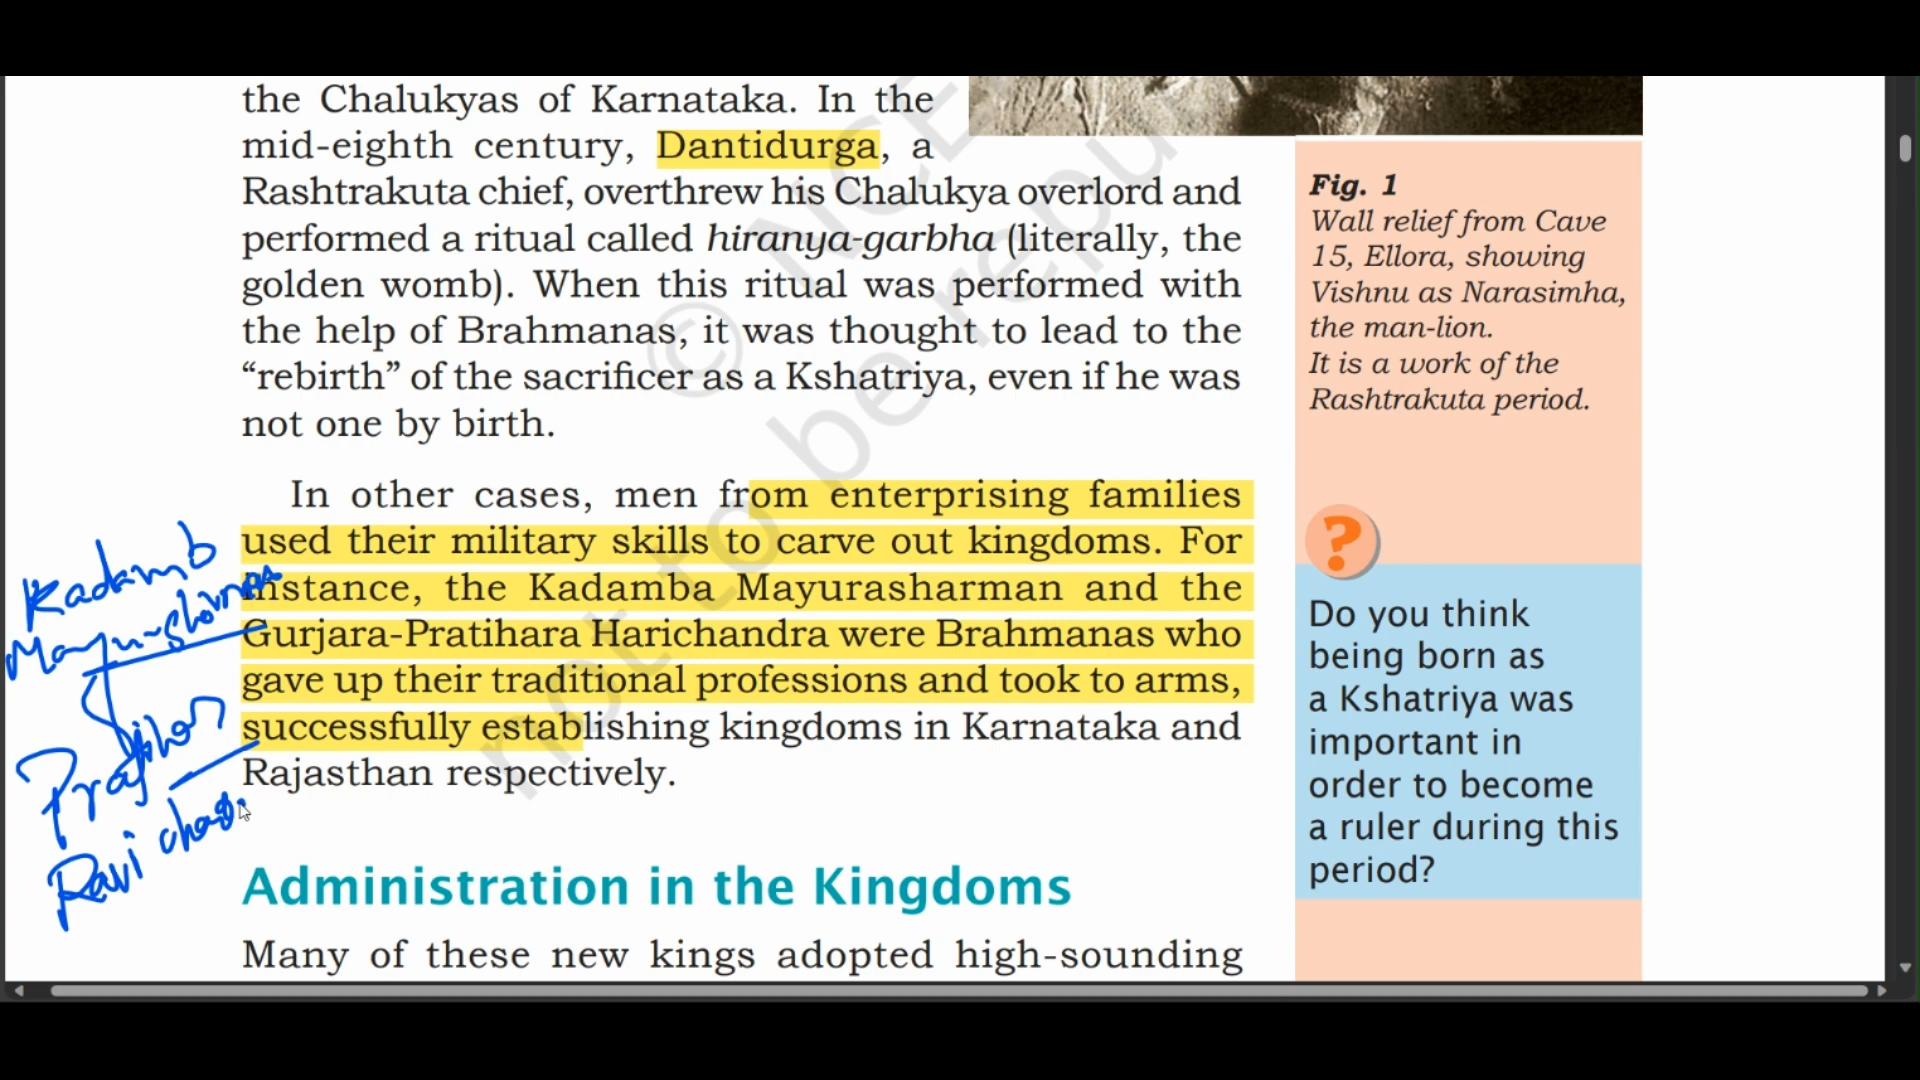 the Chalukyas of Karnataka. In the
mid-eighth century, Dantidurga, a
Rashtrakuta chief, overthrew his Chalukya overlord and
performed a ritual called hiranya-garbha (literally, the
golden womb). When this ritual was performed with
the help of Brahmanas, it was thought to lead to the
“rebirth” of the sacrificer as a Kshatriya, even if he was
not one by birth.
In other cases, men from enterprising families
used their military skills to carve out kingdoms. For
instance, the Kadamba Mayurasharman and the
Gurjara-Pratihara Harichandra were Brahmanas who
gave up their traditional professions and took to arms,
successfully establishing kingdoms in Karnataka and
Rajasthan respectively.
Administration in the Kingdoms
Many of these new kings adopted high-sounding
Fig. 1
Wall relief from Cave
15, Ellora, showing
Vishnu as Narasimha,
the man-lion.
It is a work of the
Rashtrakuta period.
?
Do you think
being born as
a Kshatriya was
important in
order to become
a ruler during this
period?
Kadamb
Pratihar
Ravi
© NCE
not to be repu